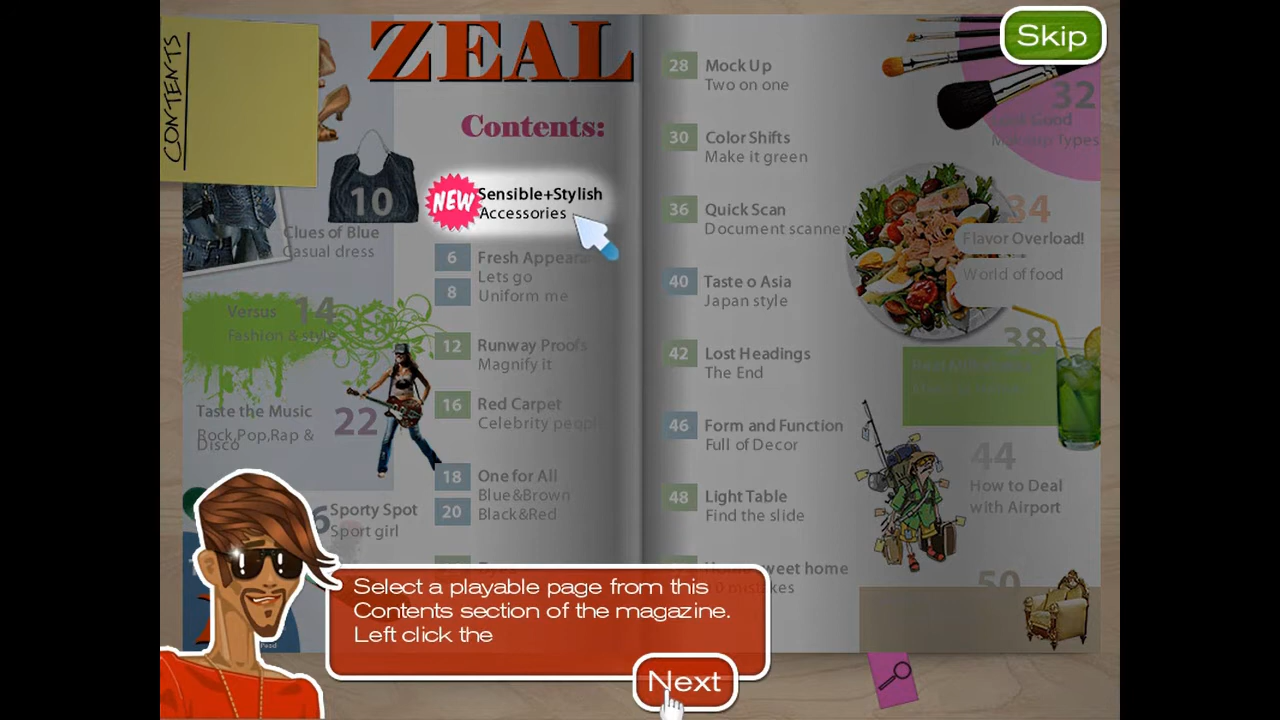 CONTENTS
ZEAL
Contents:
Skip
10
Clues of Blue
Casual dress
Versus 14
Fashion & style
Taste the Music
22
Rock,Pop,Rap &
Disco
Sporty Spot
Sport girl
NEW
Sensible+Stylish
Accessories
6
Lets go
8 Uniform me
12 Runway Proofs
Magnify it
16 Red Carpet
Celebrity
18 One for All
Blue&Brown
20 Black&Red
28 Mock Up
Two on one
30 Color Shifts
Make it green
36 Quick Scan
Document scanner
40 Taste o Asia
Japan style
42 Lost Headings
The End
46 Form and Function
Full of Decor
48 Light Table
Find the slide
32
Makeup Types
34
Flavor Overload!
World of food
38
44
How to Deal
with Airport
50
Select a playable page from this
Contents section of the magazine.
Left click the
Next